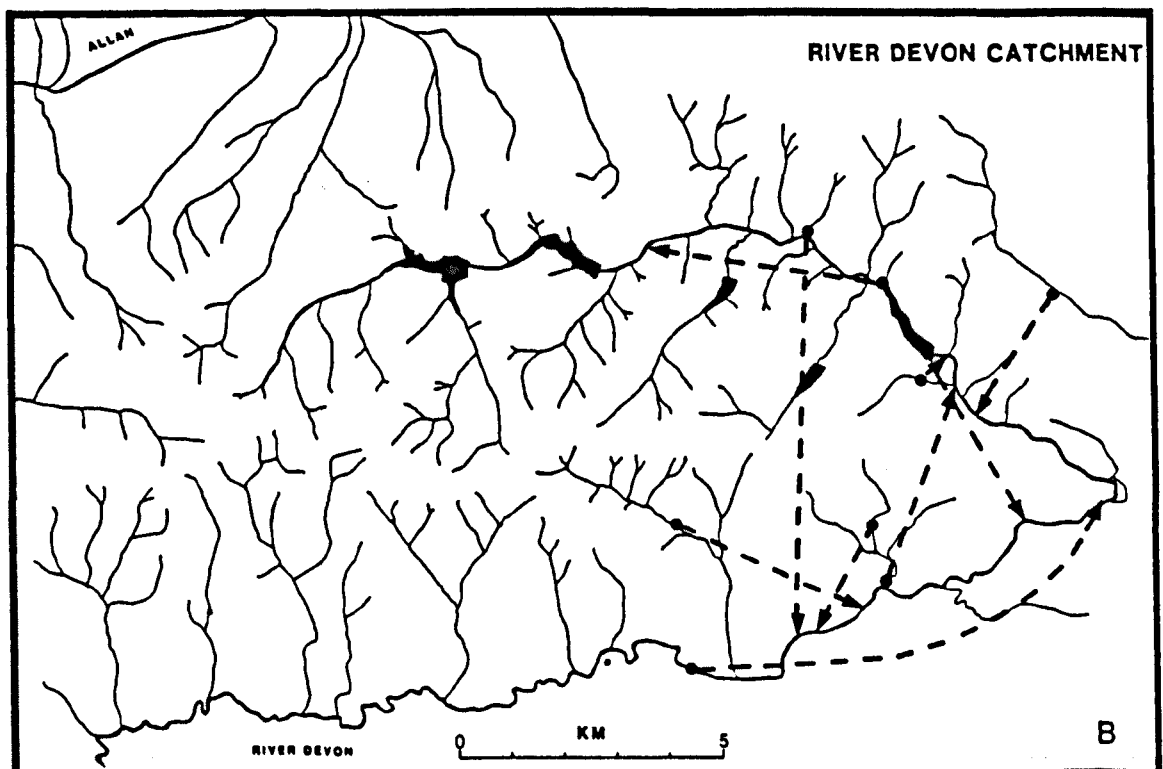 ALLAN
RIVER DEVON CATCHMENT
KM
0 5
RIVER DEVON
B